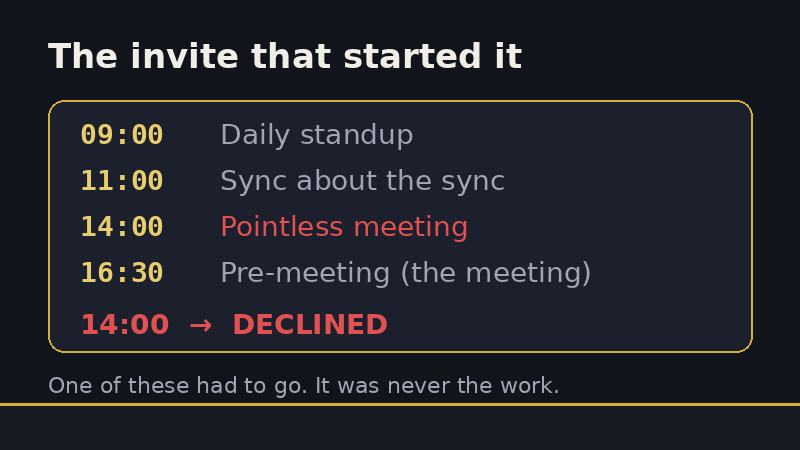 The invite that started it
09:00 Daily standup
11:00 Sync about the sync
14:00 Pointless meeting
16:30 Pre-meeting (the meeting)
14:00 → DECLINED
One of these had to go. It was never the work.